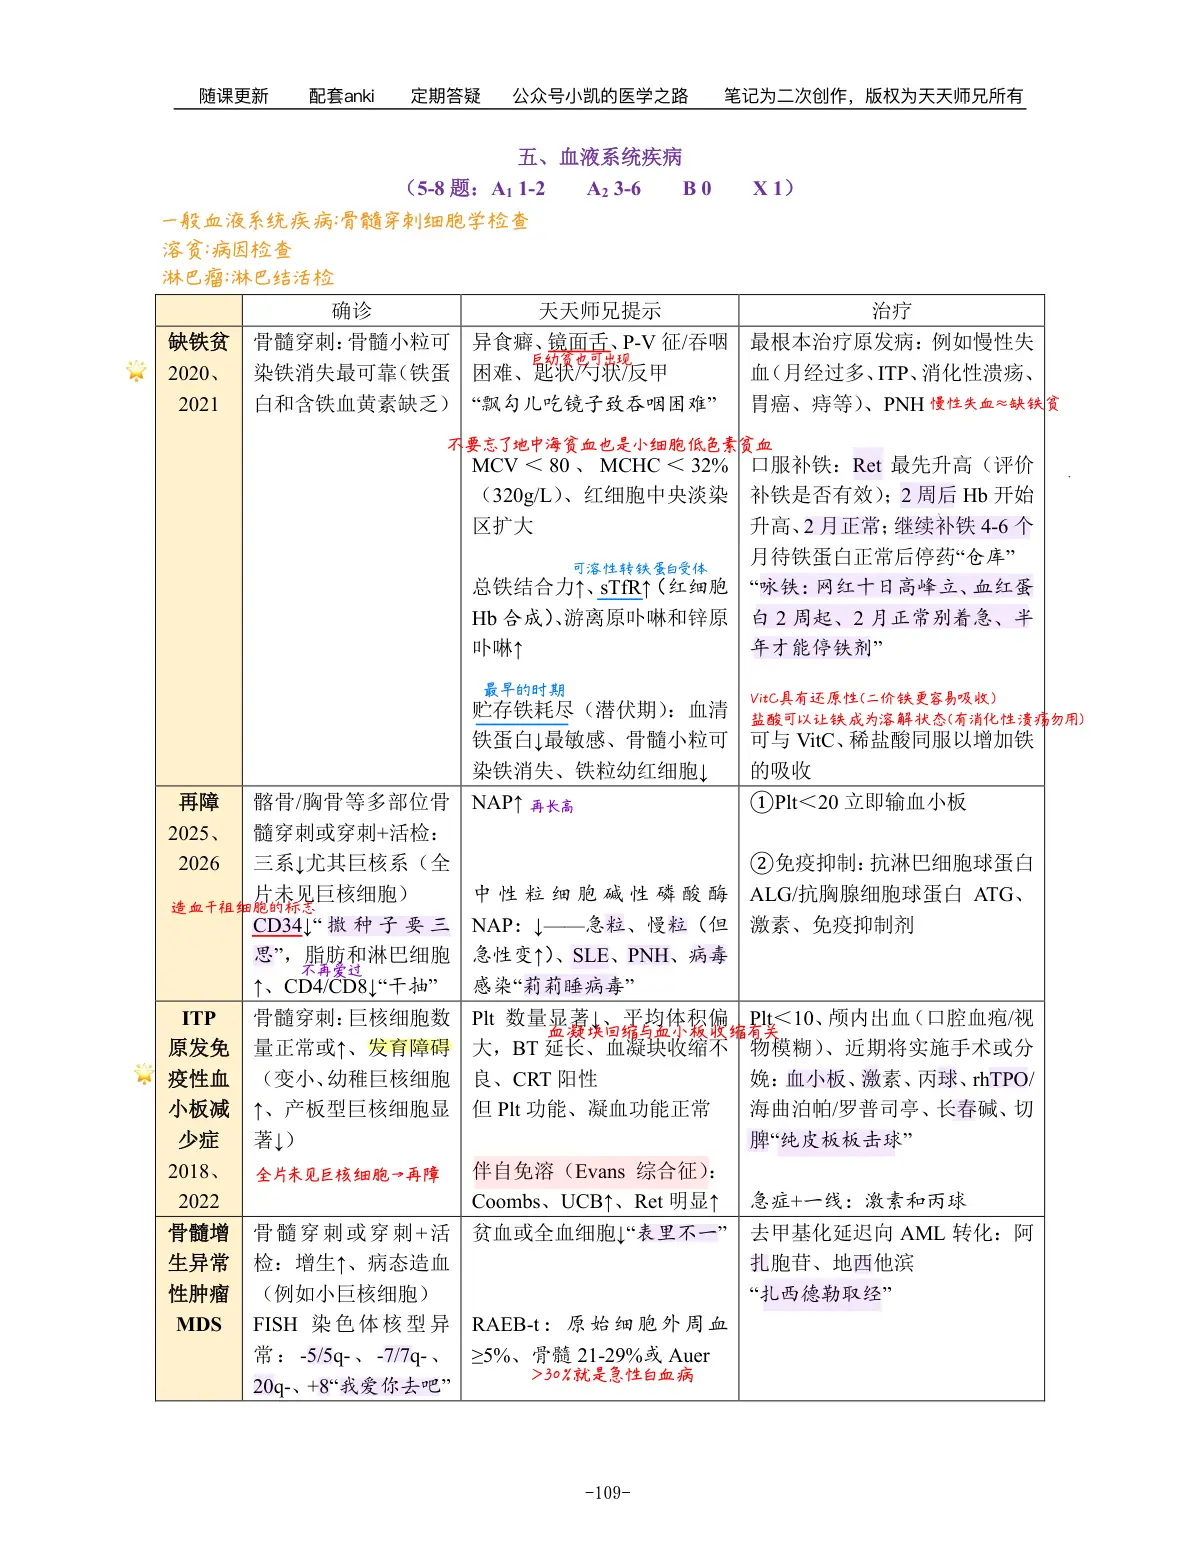 随课更新 配套anki 定期答疑 公众号小凯的医学之路 笔记为二次创作，版权为天天师兄所有
五、血液系统疾病
（5-8 题：A₁ 1-2 A₂ 3-6 B 0 X 1）
一般血液系统疾病:骨髓穿刺细胞学检查
溶贫:病因检查
淋巴瘤:淋巴结活检
确诊 天天师兄提示 治疗
缺铁贫
2020、
2021
骨髓穿刺：骨髓小粒可
染铁消失最可靠（铁蛋
白和含铁血黄素缺乏）
异食癖、镜面舌、P-V 征/吞咽
巨幼贫也可出现
困难、匙状/勺状/反甲
“飘勾儿吃镜子致吞咽困难”
不要忘了地中海贫血也是小细胞低色素贫血
MCV＜80、MCHC＜32%
（320g/L）、红细胞中央淡染
区扩大
可溶性转铁蛋白受体
总铁结合力↑、sTfR↑（红细胞
Hb 合成）、游离原卟啉和锌原
卟啉↑
最早的时期
贮存铁耗尽（潜伏期）：血清
铁蛋白↓最敏感、骨髓小粒可
染铁消失、铁粒幼红细胞↓
最根本治疗原发病：例如慢性失
血（月经过多、ITP、消化性溃疡、
胃癌、痔等）、PNH 慢性失血≈缺铁贫
口服补铁：Ret 最先升高（评价
补铁是否有效）；2 周后 Hb 开始
升高、2 月正常；继续补铁 4-6 个
月待铁蛋白正常后停药“仓库”
“咏铁：网红十日高峰立、血红蛋
白 2 周起、2 月正常别着急、半
年才能停铁剂”
VitC具有还原性(二价铁更容易吸收)
盐酸可以让铁成为溶解状态(有消化性溃疡勿用)
可与 VitC、稀盐酸同服以增加铁
的吸收
再障
2025、
2026
髂骨/胸骨等多部位骨
髓穿刺或穿刺+活检：
三系↓尤其巨核系（全
片未见巨核细胞）
造血干祖细胞的标志
CD34↓“撒种子要三
思”，脂肪和淋巴细胞
不再爱过
↑、CD4/CD8↓“干抽”
NAP↑ 再长高
中性粒细胞碱性磷酸酶
NAP：↓——急粒、慢粒（但
急性变↑）、SLE、PNH、病毒
感染“莉莉睡病毒”
①Plt＜20 立即输血小板
②免疫抑制：抗淋巴细胞球蛋白
ALG/抗胸腺细胞球蛋白 ATG、
激素、免疫抑制剂
ITP
原发免
疫性血
小板减
少症
2018、
2022
骨髓穿刺：巨核细胞数
量正常或↑、发育障碍
（变小、幼稚巨核细胞
↑、产板型巨核细胞显
著↓）
全片未见巨核细胞→再障
Plt 数量显著↓、平均体积偏
血凝块回缩与血小板收缩有关
大，BT 延长、血凝块收缩不
良、CRT 阳性
但 Plt 功能、凝血功能正常
伴自免溶（Evans 综合征）：
Coombs、UCB↑、Ret 明显↑
Plt＜10、颅内出血（口腔血疱/视
物模糊）、近期将实施手术或分
娩：血小板、激素、丙球、rhTPO/
海曲泊帕/罗普司亭、长春碱、切
脾“纯皮板板击球”
急症+一线：激素和丙球
骨髓增
生异常
性肿瘤
MDS
骨髓穿刺或穿刺+活
检：增生↑、病态造血
（例如小巨核细胞）
FISH 染色体核型异
常：-5/5q-、-7/7q-、
20q-、+8“我爱你去吧”
贫血或全血细胞↓“表里不一”
RAEB-t：原始细胞外周血
≥5%、骨髓 21-29%或 Auer
>30%就是急性白血病
去甲基化延迟向 AML 转化：阿
扎胞苷、地西他滨
“扎西德勒取经”
-109-